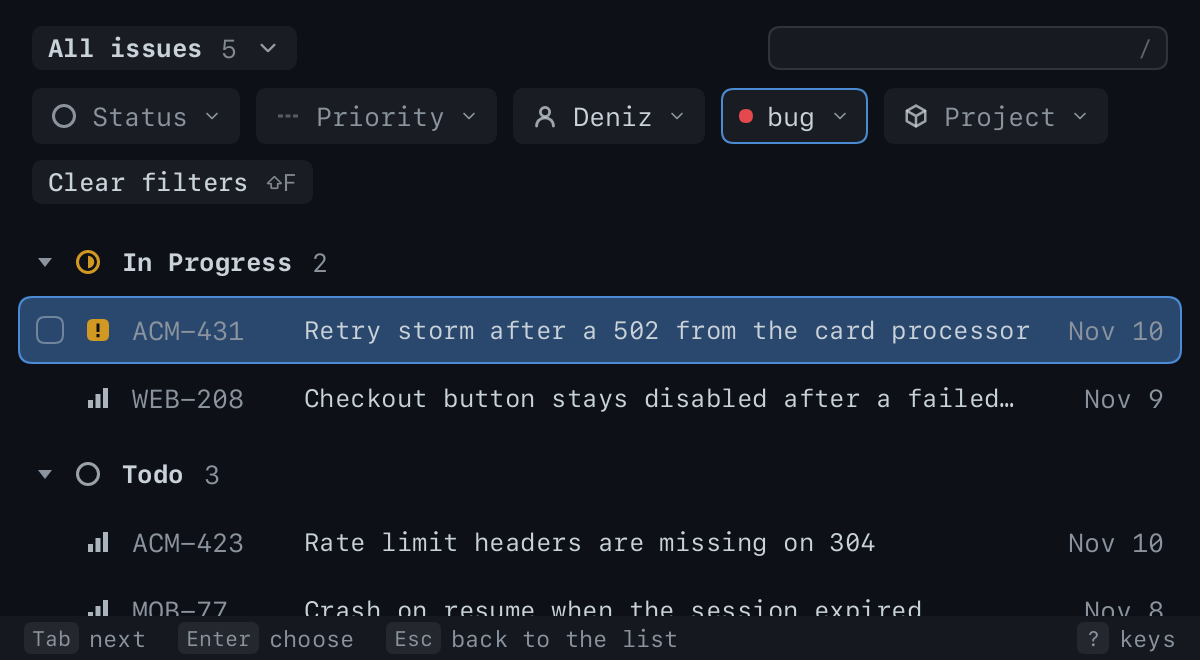 All issues 5 /
Status Priority Deniz bug Project
Clear filters ⇧F
In Progress 2
ACM-431 Retry storm after a 502 from the card processor Nov 10
WEB-208 Checkout button stays disabled after a failed… Nov 9
Todo 3
ACM-423 Rate limit headers are missing on 304 Nov 10
MOB-77 Crash on resume when the session expired Nov 8
Tab next Enter choose Esc back to the list ? keys